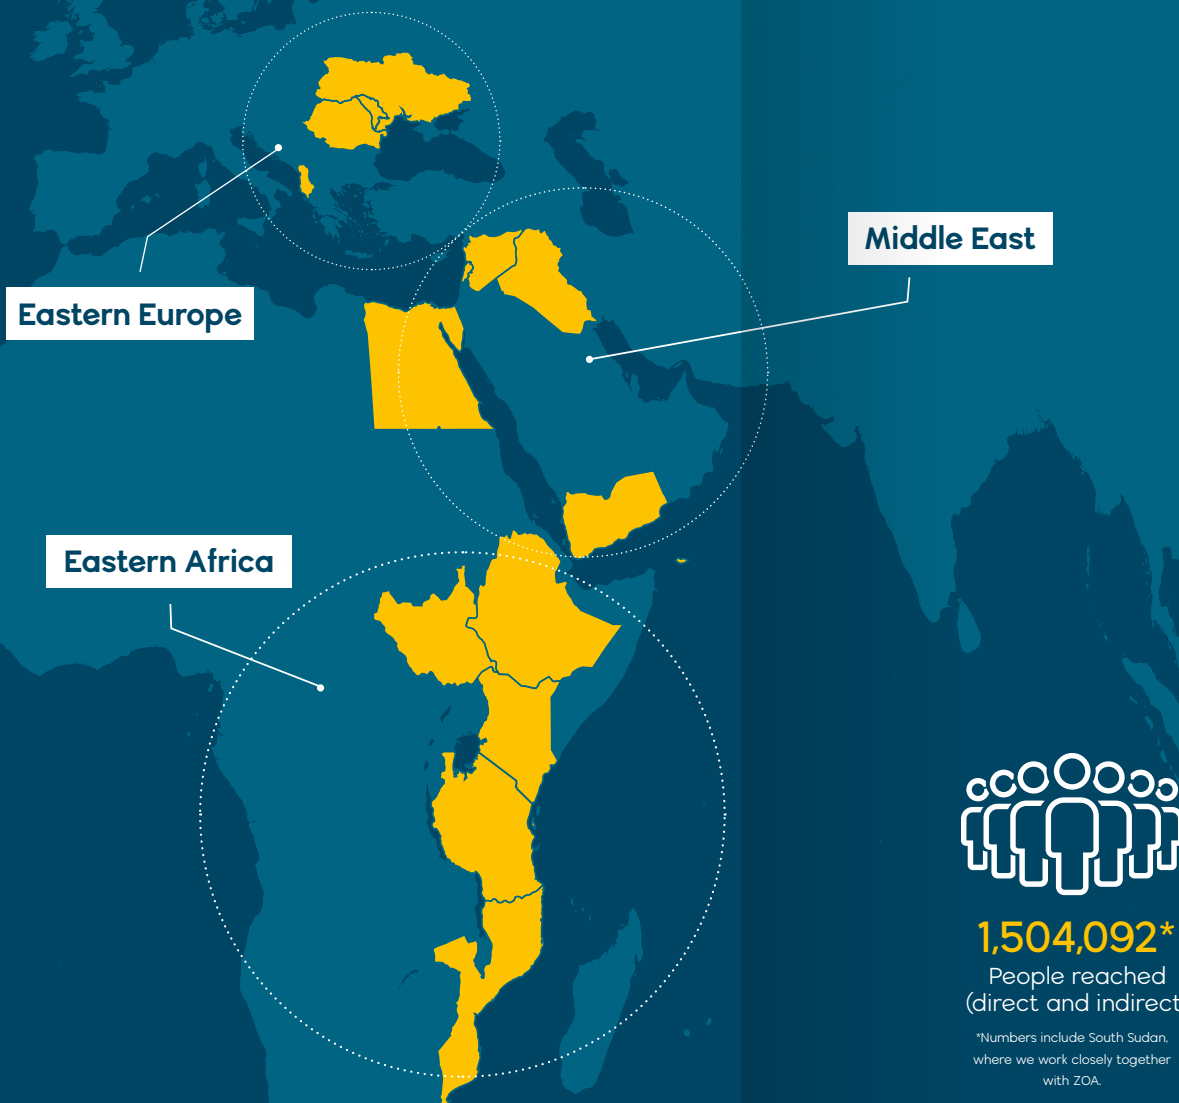 Middle East
Eastern Europe
Eastern Africa
1,504,092*
People reached
(direct and indirect
*Numbers include South Sudan,
where we work closely together
with ZOA.